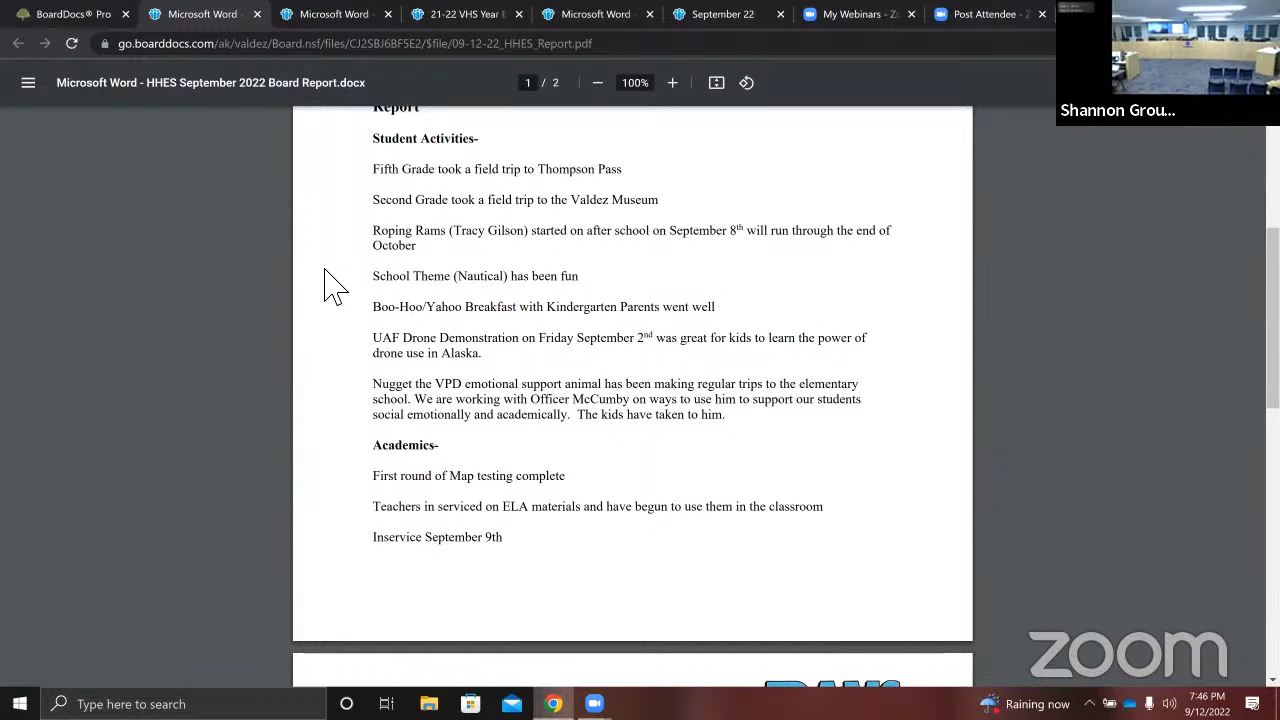 BoardDocs® Pro
Microsoft Word
Microsoft Wo
21-22 VCS Tra
Microsoft Wo
September 22
My Webinars - Z
Post Attendee - Z
go.boarddocs.com/ak/valdez/Board.nsf/files/
HHES_Report.pdf
Microsoft Word - HHES September 2022 Board Report.docx
1 / 2
100%
Shannon Grou...
Report
Student Activities-
Fifth Grade took a field trip to Thompson Pass
Second Grade took a field trip to the Valdez Museum
Roping Rams (Tracy Gilson) started on after school on September 8th will run through the end of
October
School Theme (Nautical) has been fun
Boo-Hoo/Yahoo Breakfast with Kindergarten Parents went well
UAF Drone Demonstration on Friday September 2nd was great for kids to learn the power of
drone use in Alaska.
Nugget the VPD emotional support animal has been making regular trips to the elementary
school. We are working with Officer McCumby on ways to use him to support our students
social emotionally and academically.  The kids have taken to him.
Academics-
First round of Map testing complete
Teachers in serviced on ELA materials and have begun to use them in the classroom
Inservice September 9th
zoom
Type here to search
Raining now
7:46 PM
9/12/2022